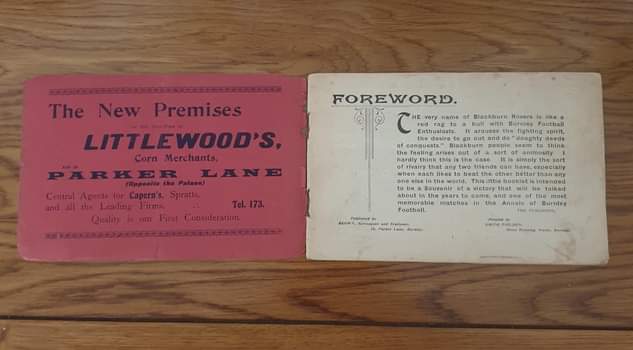 The New Premises
LITTLEWOOD'S,
Corn Merchants,
PARKER LANE
(Opposite the Palace)
Central Agents for Capern's, Spratts,
and all the Leading Firms. Tel. 173.
Quality is our First Consideration.
FOREWORD.
THE very name of Blackburn Rovers is like a
red rag to a bull with Burnley Football
Enthusiasts. It arouses the fighting spirit,
the desire to go out and do "doughty deeds
of conquests." Blackburn people seem to think
the feeling arises out of a sort of animosity I
hardly think this is the case. It is simply the sort
of rivalry that any two friends can have, especially
when each likes to beat the other better than any
one else in the world. This little booklet is intended
to be a Souvenir of a victory that will be talked
about in the years to come, and one of the most
memorable matches in the Annals of Burnley
Football. THE PUBLISHER.
Published by
Printed by